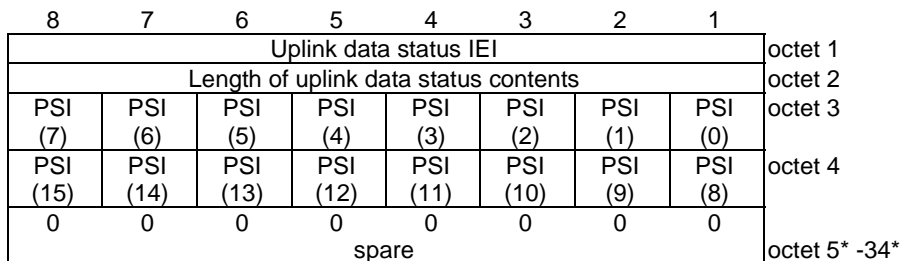 8 7 6 5 4 3 2 1
Uplink data status IEI octet 1
Length of uplink data status contents octet 2
PSI PSI PSI PSI PSI PSI PSI PSI octet 3
(7) (6) (5) (4) (3) (2) (1) (0)
PSI PSI PSI PSI PSI PSI PSI PSI octet 4
(15) (14) (13) (12) (11) (10) (9) (8)
0 0 0 0 0 0 0 0
spare octet 5* -34*